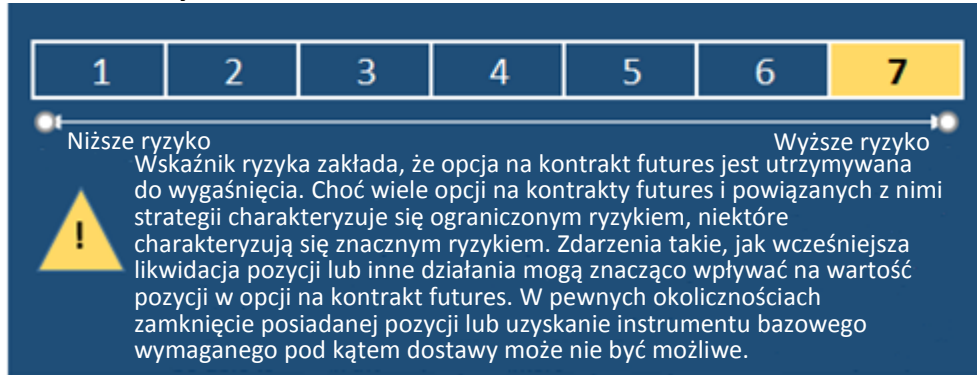 1 2 3 4 5 6 7
Niższe ryzyko Wyższe ryzyko
Wskaźnik ryzyka zakłada, że opcja na kontrakt futures jest utrzymywana
do wygaśnięcia. Choć wiele opcji na kontrakty futures i powiązanych z nimi
strategii charakteryzuje się ograniczonym ryzykiem, niektóre
charakteryzują się znacznym ryzykiem. Zdarzenia takie, jak wcześniejsza
likwidacja pozycji lub inne działania mogą znacząco wpływać na wartość
pozycji w opcji na kontrakt futures. W pewnych okolicznościach
zamknięcie posiadanej pozycji lub uzyskanie instrumentu bazowego
wymaganego pod kątem dostawy może nie być możliwe.
!